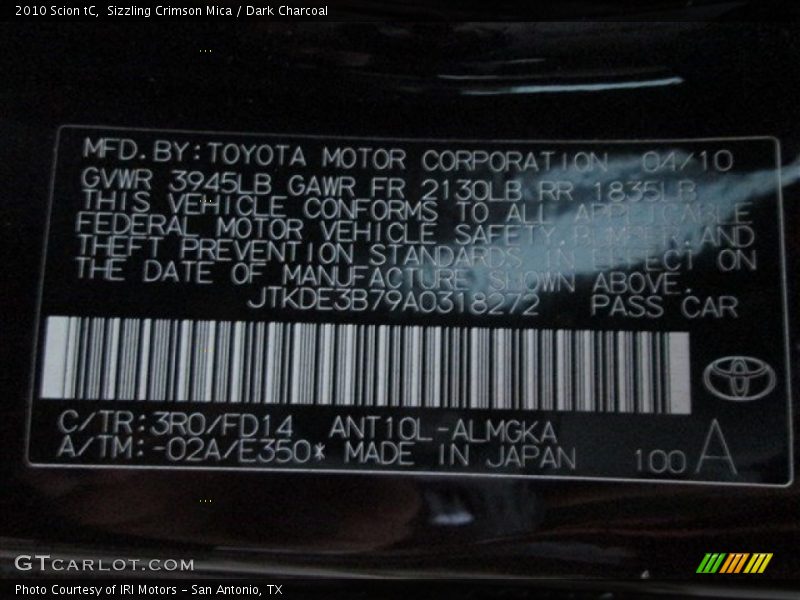 2010 Scion tC,  Sizzling Crimson Mica / Dark Charcoal
MFD.BY:TOYOTA MOTOR CORPORATION 04/10
GVWR 3945LB GAWR FR 2130LB RR 1835LB
THIS VEHICLE CONFORMS TO ALL APPLICABLE
FEDERAL MOTOR VEHICLE SAFETY,BUMPER,AND
THEFT PREVENTION STANDARDS IN EFFECT ON
THE DATE OF MANUFACTURE SHOWN ABOVE.
JTKDE3B79A0318272 PASS CAR
C/TR:3R0/FD14 ANT10L-ALMGKA
A/TM:-02A/E350* MADE IN JAPAN 100 A
GTCARLOT.COM
Photo Courtesy of IRI Motors – San Antonio, TX